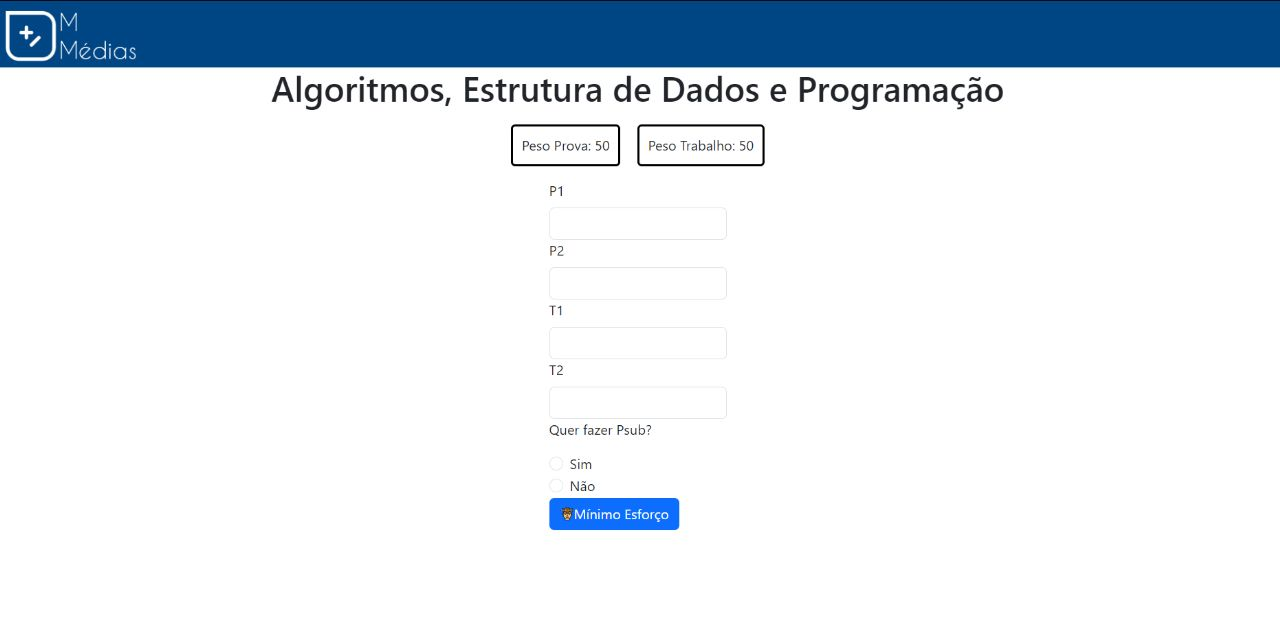 M
Médias
Algoritmos, Estrutura de Dados e Programação
Peso Prova: 50 Peso Trabalho: 50
P1
P2
T1
T2
Quer fazer Psub?
Sim
Não
Mínimo Esforço